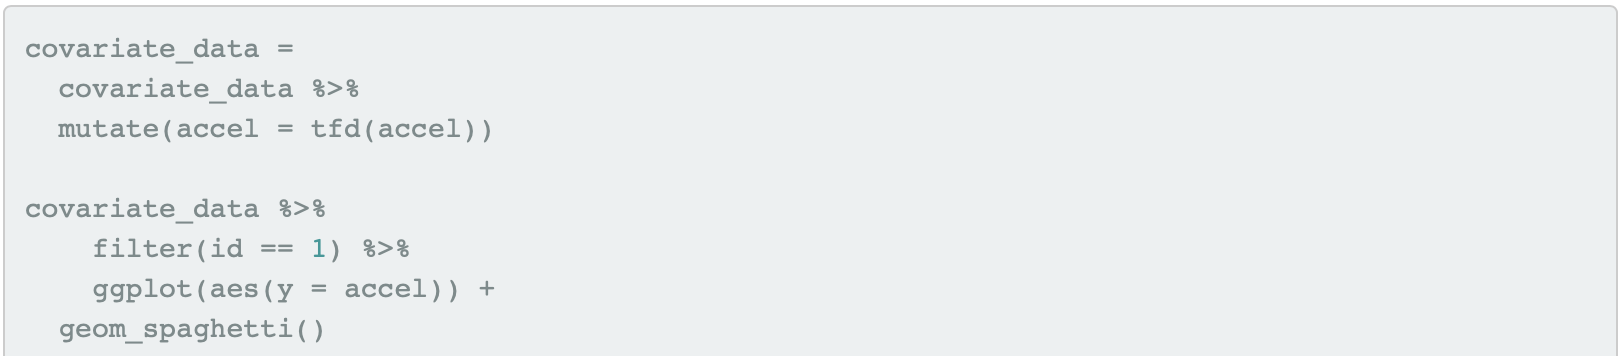 covariate_data =
  covariate_data %>%
  mutate(accel = tfd(accel))

covariate_data %>%
    filter(id == 1) %>%
    ggplot(aes(y = accel)) +
  geom_spaghetti()